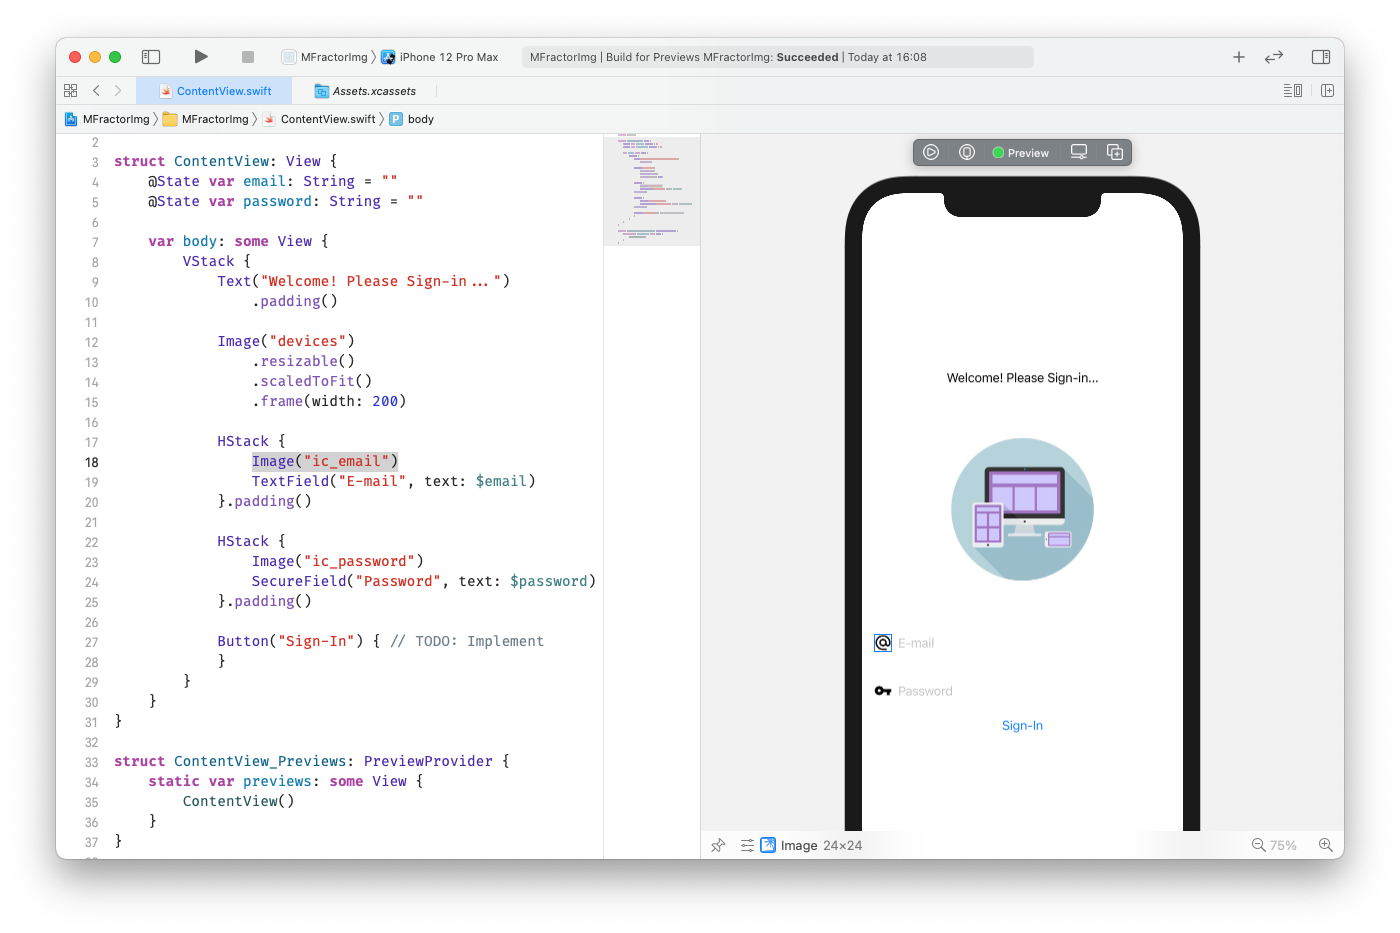 MFractorImg
iPhone 12 Pro Max
MFractorImg | Build for Previews MFractorImg: Succeeded | Today at 16:08
ContentView.swift
Assets.xcassets
MFractorImg
MFractorImg
ContentView.swift
P
body
2
3 struct ContentView: View {
4 @State var email: String = ""
5 @State var password: String = ""
6
7 var body: some View {
8 VStack {
9 Text("Welcome! Please Sign-in...")
10 .padding()
11
12 Image("devices")
13 .resizable()
14 .scaledToFit()
15 .frame(width: 200)
16
17 HStack {
18 Image("ic_email")
19 TextField("E-mail", text: $email)
20 }.padding()
21
22 HStack {
23 Image("ic_password")
24 SecureField("Password", text: $password)
25 }.padding()
26
27 Button("Sign-In") { // TODO: Implement
28 }
29 }
30 }
31 }
32
33 struct ContentView_Previews: PreviewProvider {
34 static var previews: some View {
35 ContentView()
36 }
37 }
Preview
Welcome! Please Sign-in...
@ E-mail
Password
Sign-In
Image 24×24
75%